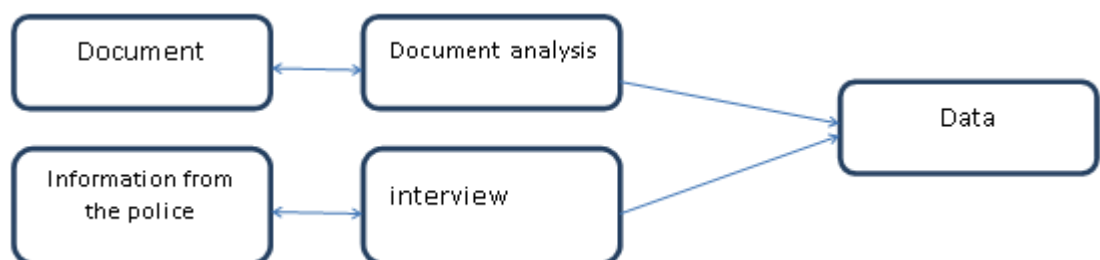 Document
Document analysis
Data
Information from
the police
interview